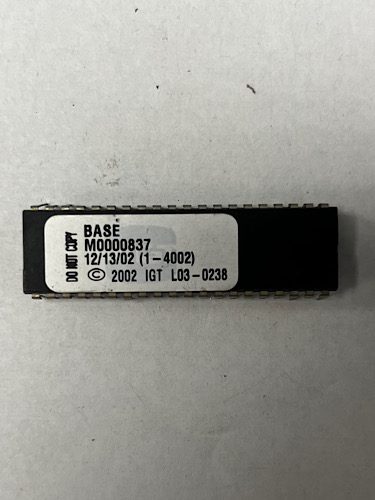 DO NOT COPY
BASE
M0000837
12/13/02 (1-4002)
© 2002 IGT L03-0238